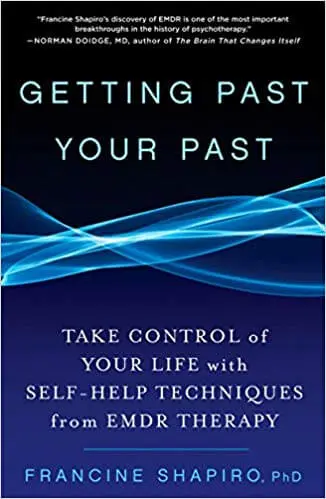 "Francine Shapiro's discovery of EMDR is one of the most important
breakthroughs in the history of psychotherapy."
—NORMAN DOIDGE, MD, author of The Brain That Changes Itself
GETTING PAST
YOUR PAST
TAKE CONTROL of
YOUR LIFE with
SELF-HELP TECHNIQUES
from EMDR THERAPY
FRANCINE SHAPIRO, PhD